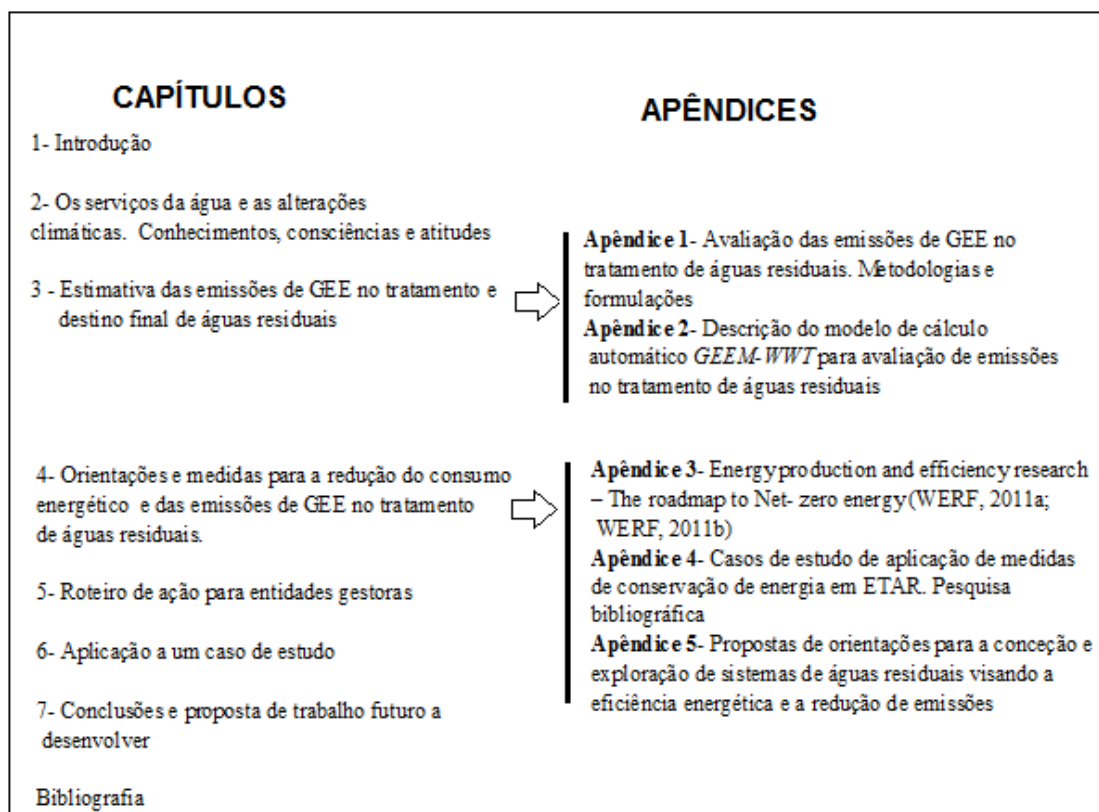 CAPÍTULOS
1- Introdução
2- Os serviços da água e as alterações
climáticas. Conhecimentos, consciências e atitudes
3 - Estimativa das emissões de GEE no tratamento e
destino final de águas residuais
4- Orientações e medidas para a redução do consumo
energético e das emissões de GEE no tratamento
de águas residuais.
5- Roteiro de ação para entidades gestoras
6- Aplicação a um caso de estudo
7- Conclusões e proposta de trabalho futuro a
desenvolver
Bibliografia
APÊNDICES
Apêndice 1- Avaliação das emissões de GEE no
tratamento de águas residuais. Metodologias e
formulações
Apêndice 2- Descrição do modelo de cálculo
automático GEEM-WWT para avaliação de emissões
no tratamento de águas residuais
Apêndice 3- Energy production and efficiency research
– The roadmap to Net- zero energy (WERF, 2011a;
WERF, 2011b)
Apêndice 4- Casos de estudo de aplicação de medidas
de conservação de energia em ETAR. Pesquisa
bibliográfica
Apêndice 5- Propostas de orientações para a conceção e
exploração de sistemas de águas residuais visando a
eficiência energética e a redução de emissões